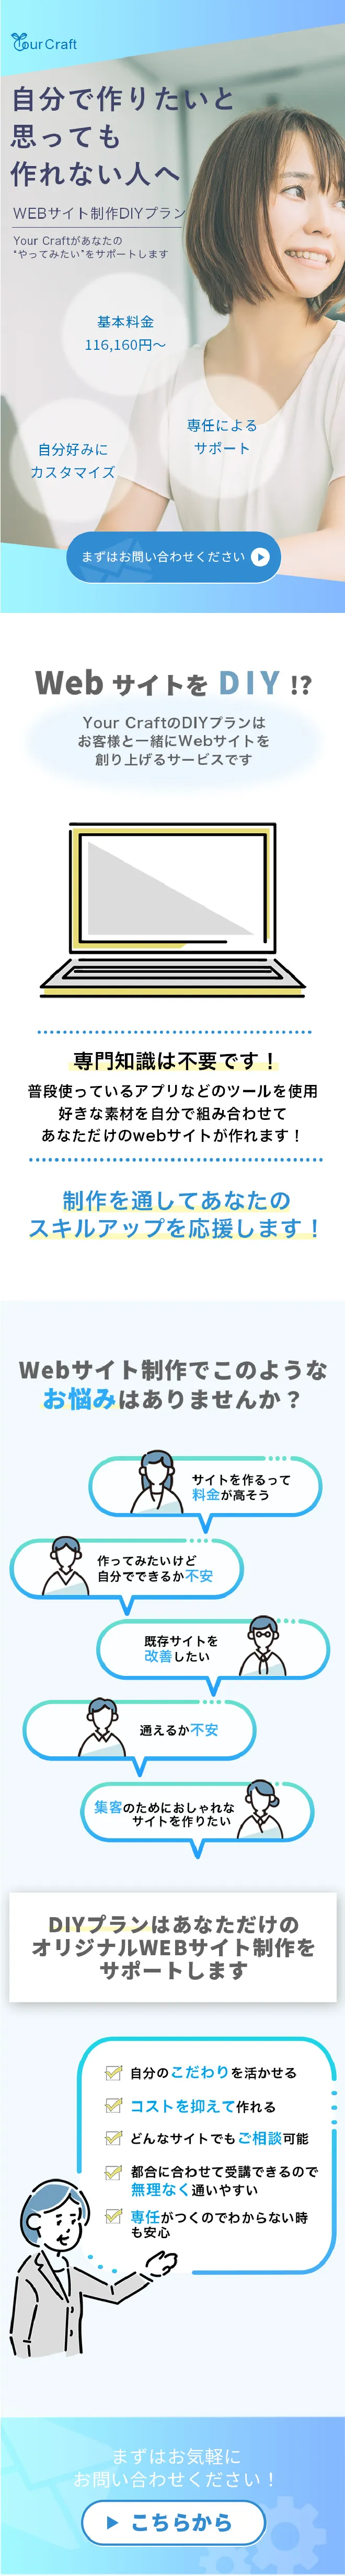 Your Craft
自分で作りたいと
思っても
作れない人へ
WEBサイト制作DIYプラン
Your Craftがあなたの
“やってみたい”をサポートします
基本料金
116,160円～
専任による
サポート
自分好みに
カスタマイズ
まずはお問い合わせください
Web サイトを DIY !?
Your CraftのDIYプランは
お客様と一緒にWebサイトを
創り上げるサービスです
専門知識は不要です！
普段使っているアプリなどのツールを使用
好きな素材を自分で組み合わせて
あなただけのwebサイトが作れます！
制作を通してあなたの
スキルアップを応援します！
Webサイト制作でこのような
お悩みはありませんか？
サイトを作るって
料金が高そう
作ってみたいけど
自分でできるか不安
既存サイトを
改善したい
通えるか不安
集客のためにおしゃれな
サイトを作りたい
DIYプランはあなただけの
オリジナルWEBサイト制作を
サポートします
自分のこだわりを活かせる
コストを抑えて作れる
どんなサイトでもご相談可能
都合に合わせて受講できるので
無理なく通いやすい
専任がつくのでわからない時
も安心
まずはお気軽に
お問い合わせください！
こちらから